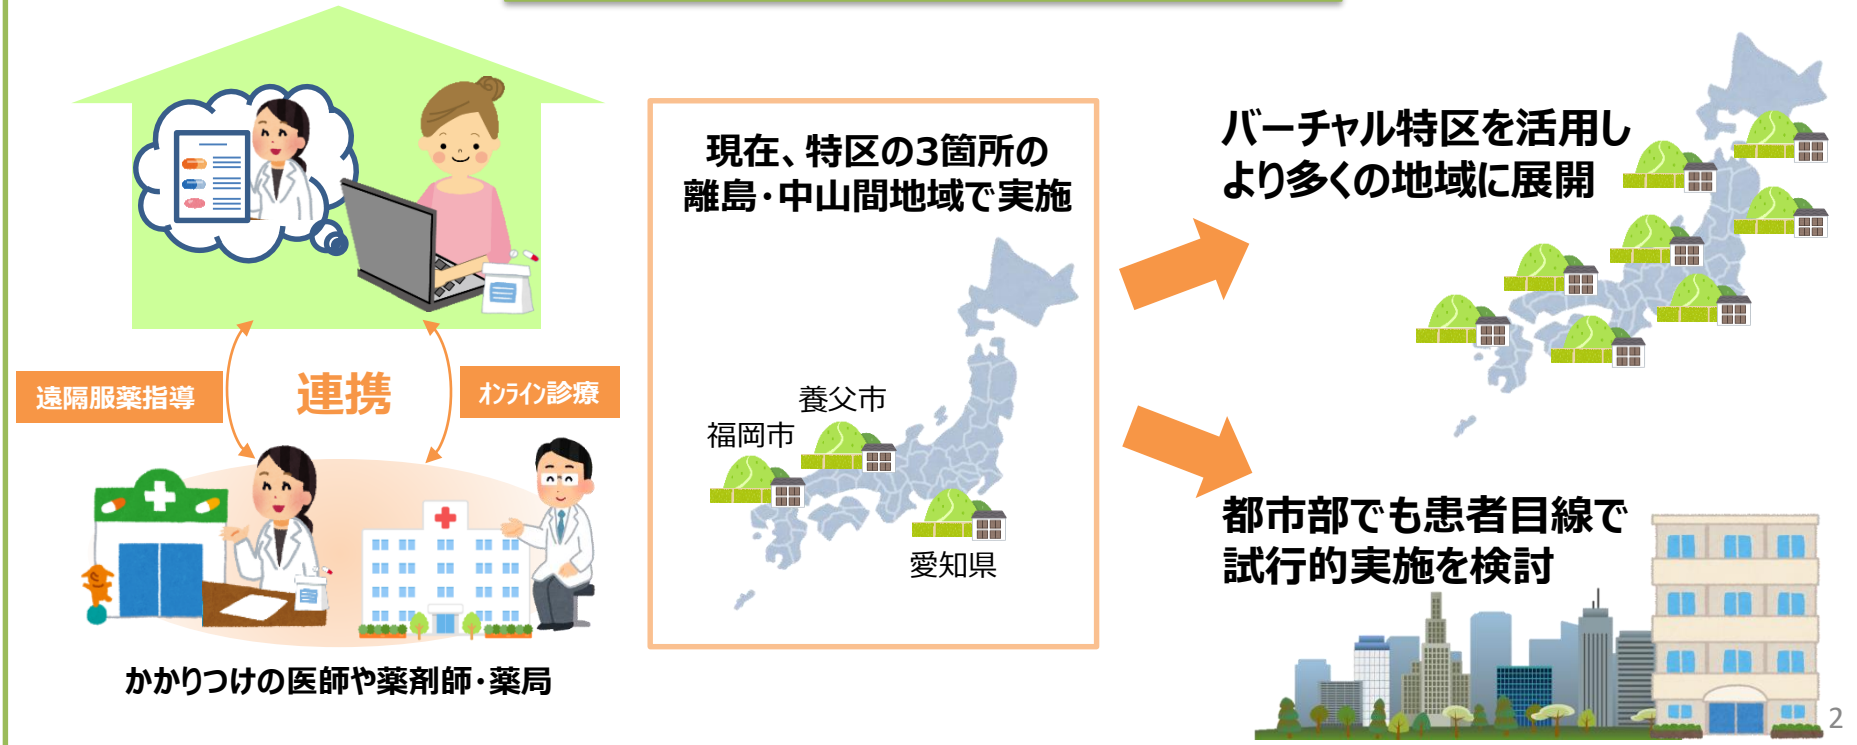 遠隔服薬指導
連携
オンライン診療
かかりつけの医師や薬剤師・薬局
現在、特区の3箇所の
離島・中山間地域で実施
養父市
福岡市
愛知県
バーチャル特区を活用し
より多くの地域に展開
都市部でも患者目線で
試行的実施を検討
2